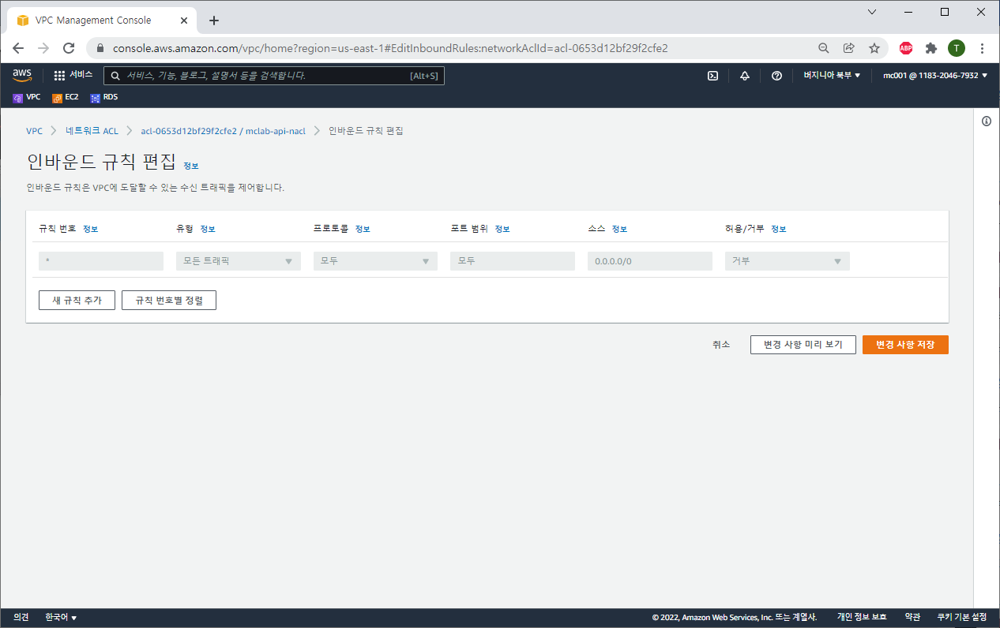 VPC Management Console
console.aws.amazon.com/vpc/home?region=us-east-1#EditInboundRules:networkAclId=acl-0653d12bf29f2cfe2
ABP
T
aws
서비스
서비스, 기능, 블로그, 설명서 등을 검색합니다.
[Alt+S]
버지니아 북부
mc001 @ 1183-2046-7932
VPC
EC2
RDS
VPC
네트워크 ACL
acl-0653d12bf29f2cfe2 / mclab-api-nacl
인바운드 규칙 편집
인바운드 규칙 편집 정보
인바운드 규칙은 VPC에 도달할 수 있는 수신 트래픽을 제어합니다.
규칙 번호 정보
유형 정보
프로토콜 정보
포트 범위 정보
소스 정보
허용/거부 정보
*
모든 트래픽
모두
모두
0.0.0.0/0
거부
새 규칙 추가
규칙 번호별 정렬
취소
변경 사항 미리 보기
변경 사항 저장
의견
한국어
© 2022, Amazon Web Services, Inc. 또는 계열사.
개인 정보 보호
약관
쿠키 기본 설정